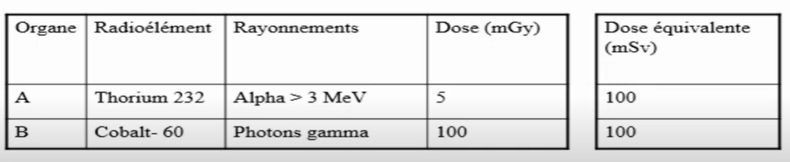 Organe Radioélément Rayonnements Dose (mGy) Dose équivalente
(mSv)
A Thorium 232 Alpha > 3 MeV 5 100
B Cobalt- 60 Photons gamma 100 100